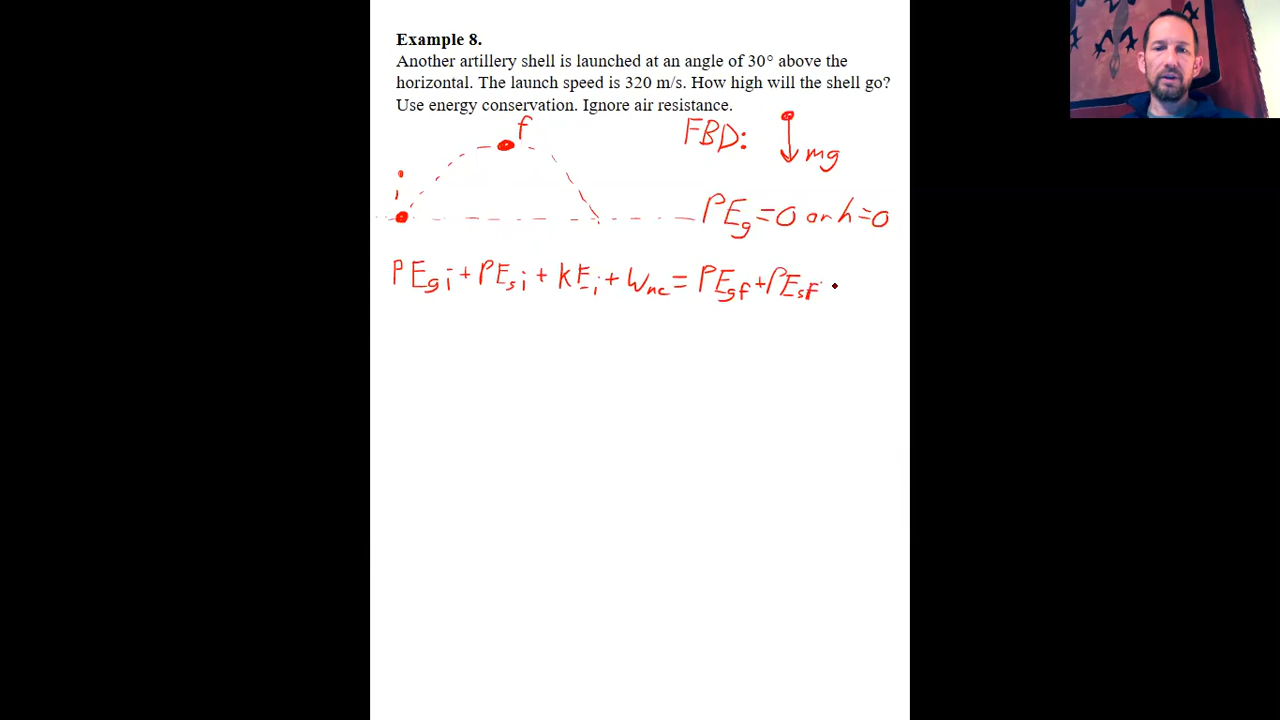 Example 8.
Another artillery shell is launched at an angle of 30° above the
horizontal. The launch speed is 320 m/s. How high will the shell go?
Use energy conservation. Ignore air resistance.
f
FBD:
mg
i
PEg=0 or h=0
PEgi+PEsi+KEi+Wnc=PEgf+PEsf